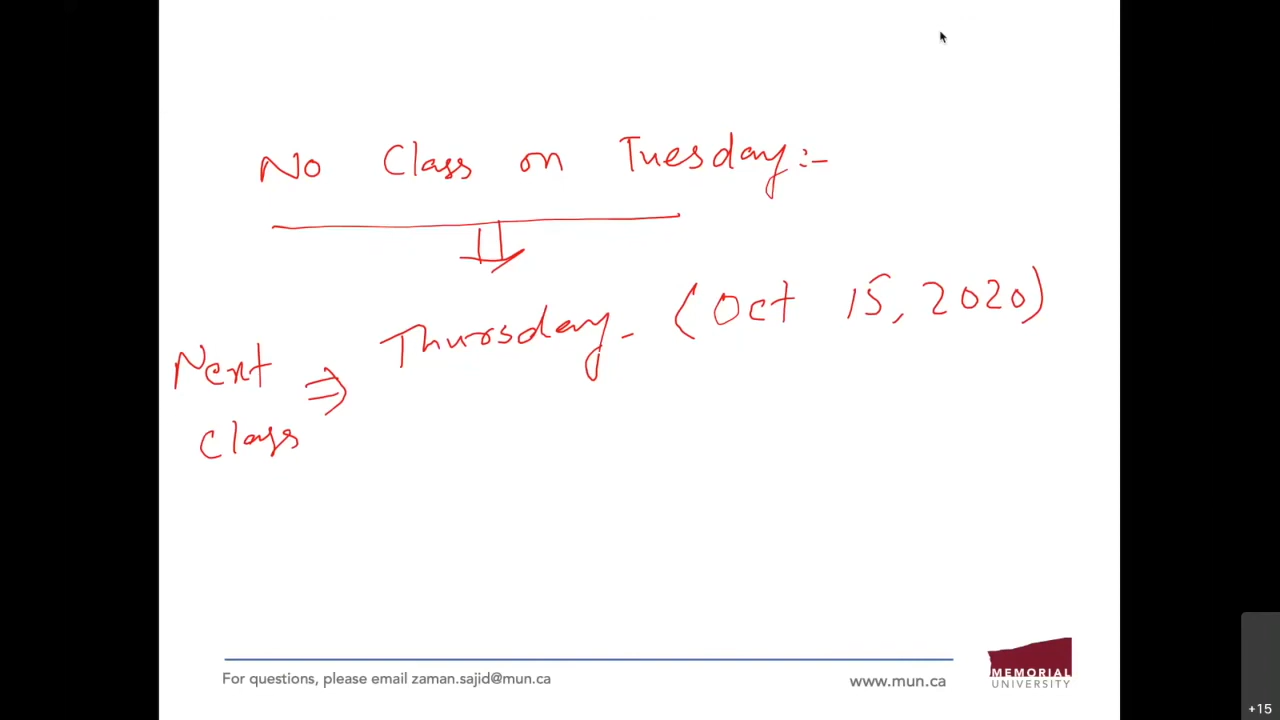 No Class on Tuesday :-
Thursday - (Oct 15, 2020)
Next ⇒
class
For questions, please email zaman.sajid@mun.ca
www.mun.ca
MEMORIAL
UNIVERSITY
+15